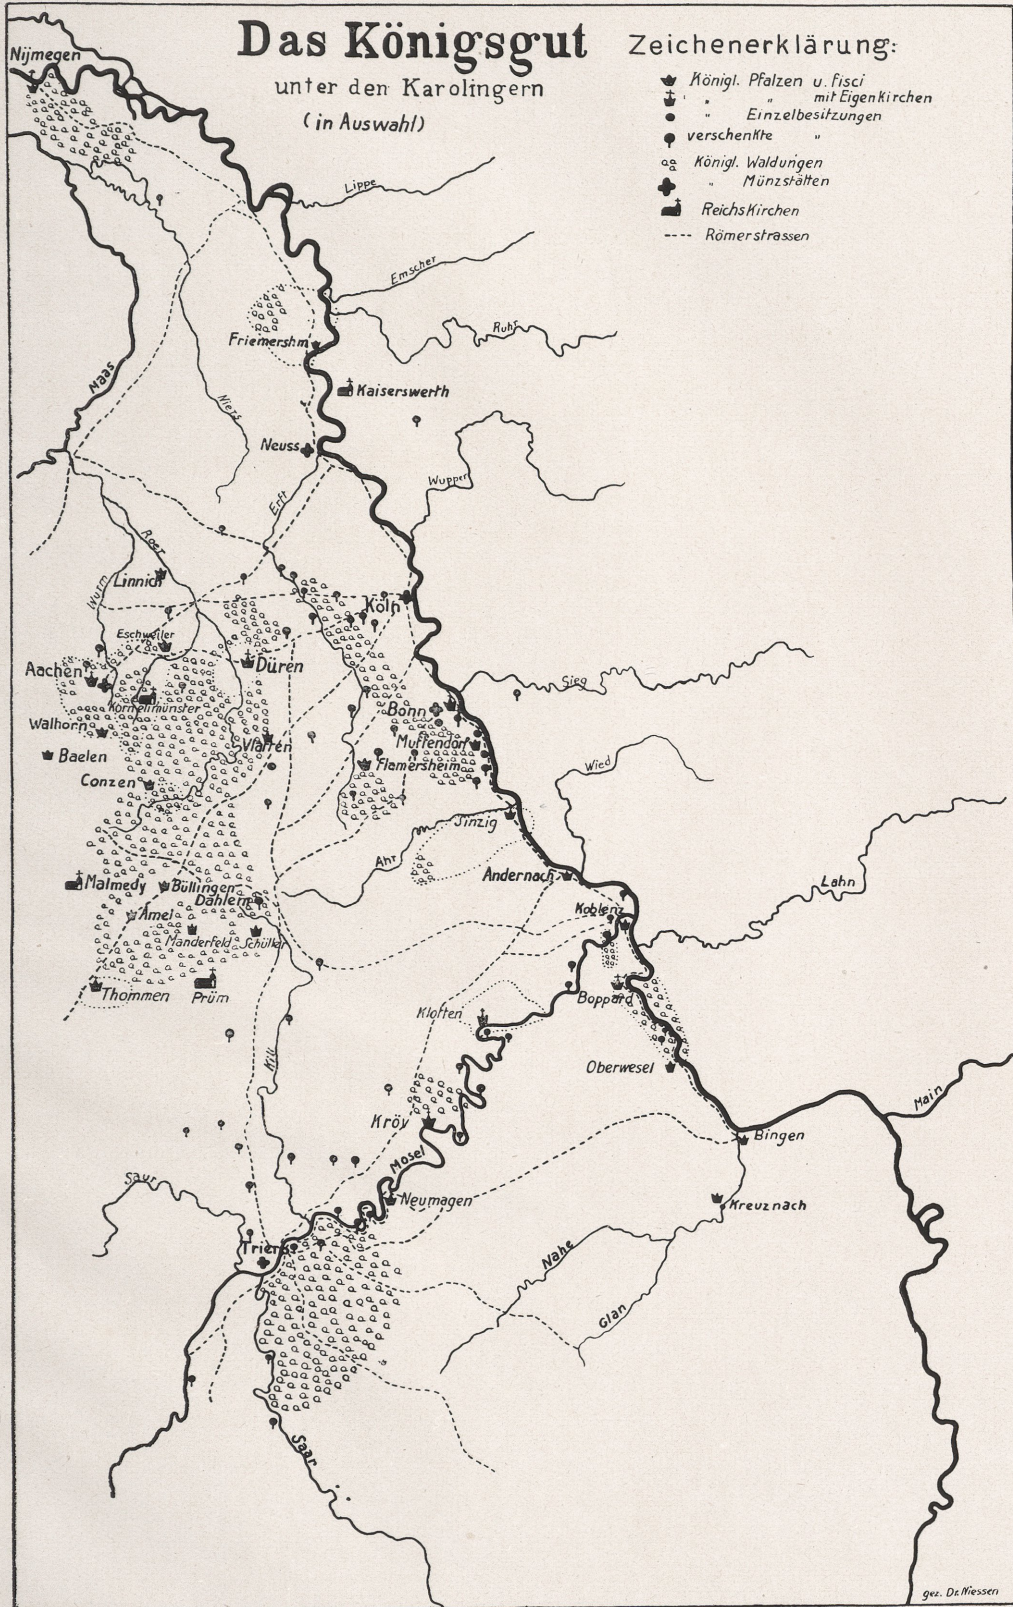 Das Königsgut
unter den Karolingern
(in Auswahl)
Zeichenerklärung:
Königl. Pfalzen u. fisci
" " mit Eigenkirchen
" Einzelbesitzungen
verschenkte "
Königl. Waldungen
" Münzstätten
Reichskirchen
Römerstrassen
Nijmegen
Lippe
Emscher
Ruhr
Friemershm
Maas
Niers
Kaiserswerth
Neuss
Wupper
Erft
Roer
Linnich
Wurm
Köln
Eschweiler
Aachen
Düren
Sieg
Kornelimünster
Bonn
Walhorn
Vlatten
Muffendorf
Baelen
Flamersheim
Wied
Conzen
Sinzig
Lahn
Ahr
Andernach
Malmedy
Büllingen
Dahlem
Amel
Koblenz
Manderfeld
Schüller
Thommen
Prüm
Boppard
Klotten
Kill
Oberwesel
Main
Kröv
Bingen
Mosel
Saur
Neumagen
Kreuznach
Trier
Nahe
Glan
Saar
gez. Dr. Niessen